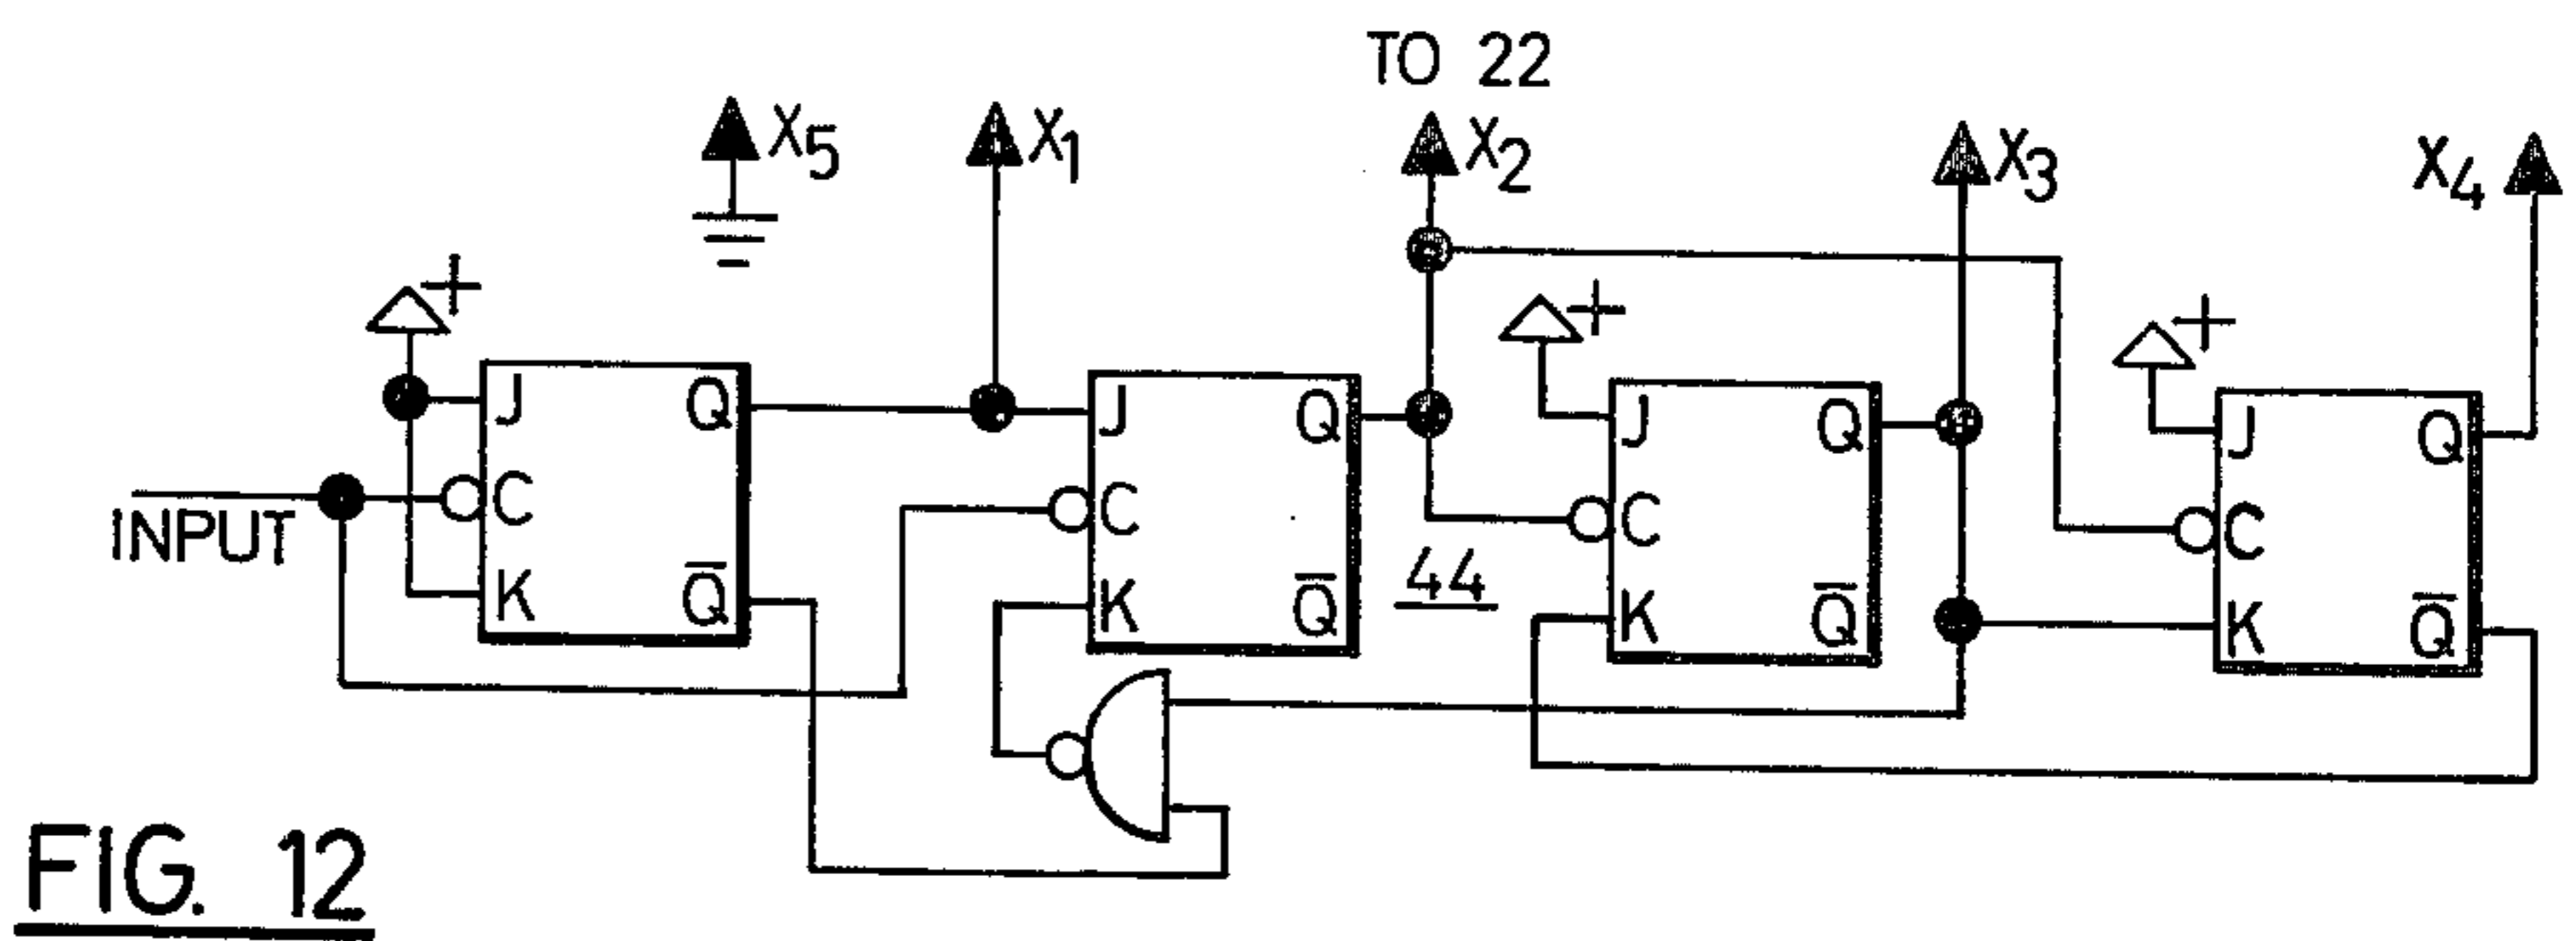 TO 22
X5
X1
X2
X3
X4
+
+
+
J Q
C
K Q̅
J Q
C
K Q̅
J Q
C
K Q̅
J Q
C
K Q̅
INPUT
44
FIG. 12